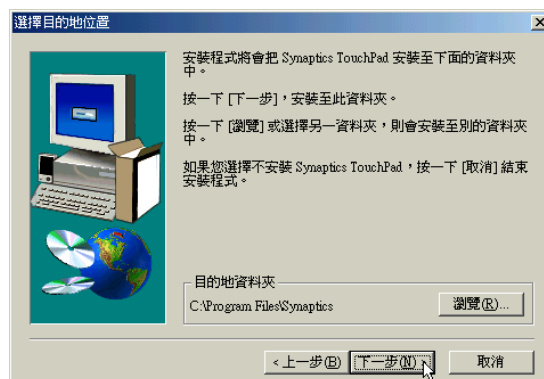 選擇目的地位置
安裝程式將會把 Synaptics TouchPad 安裝至下面的資料夾
中。
按一下 [下一步]，安裝至此資料夾。
按一下 [瀏覽] 或選擇另一資料夾，則會安裝至別的資料夾
中。
如果您選擇不安裝 Synaptics TouchPad，按一下 [取消] 結束
安裝程式。
目的地資料夾
C:\Program Files\Synaptics
瀏覽(R)...
<上一步(B)
下一步(N)>
取消